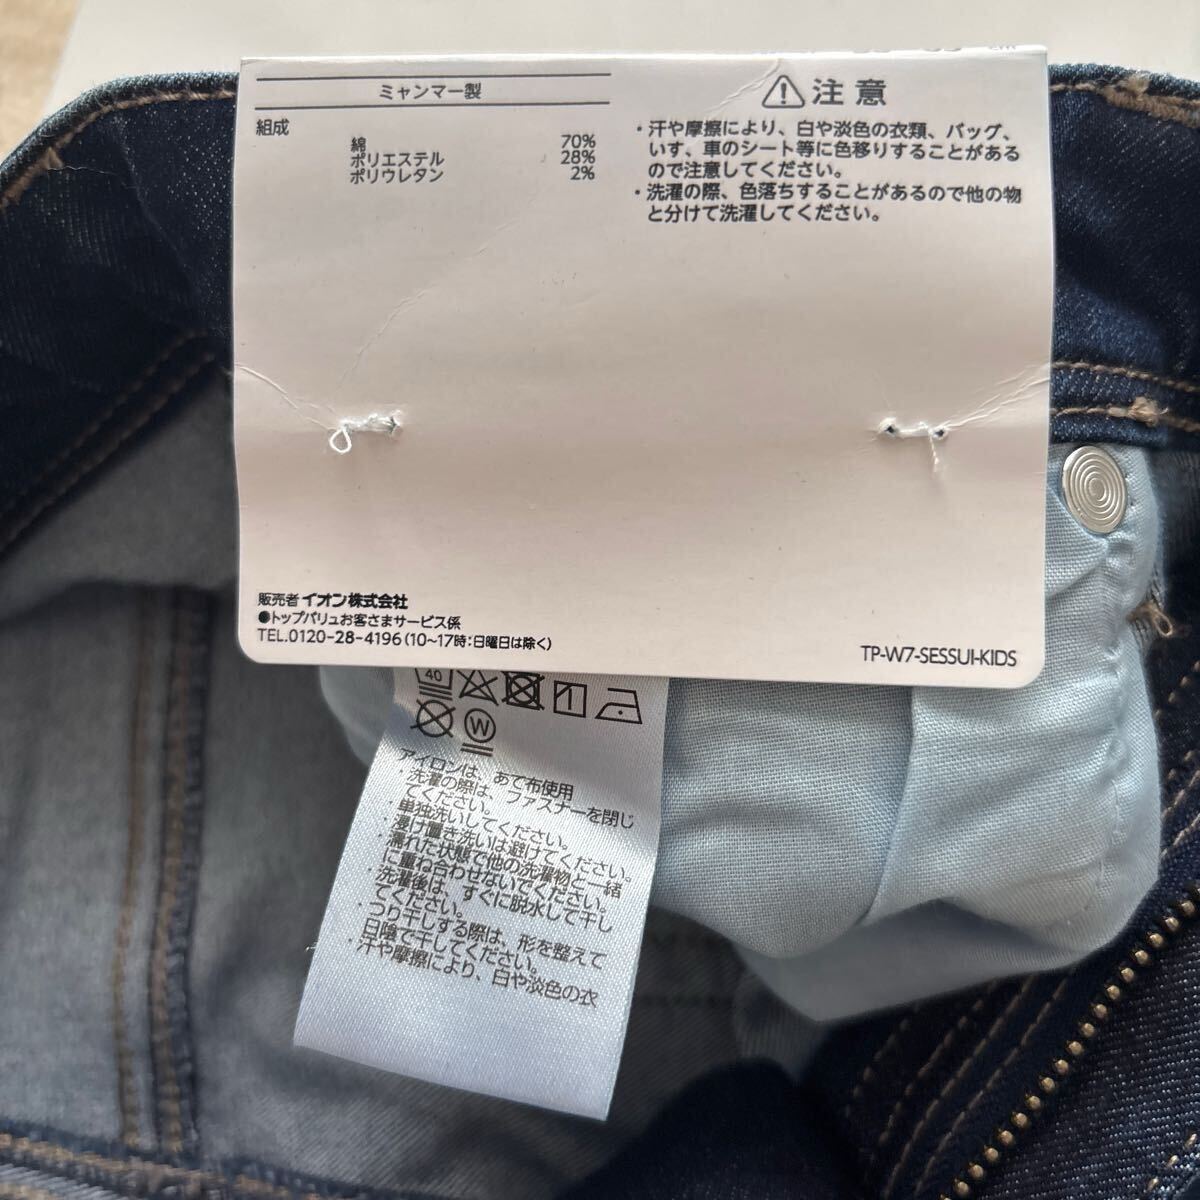 ミャンマー製
組成
綿 70%
ポリエステル 28%
ポリウレタン 2%
注意
・汗や摩擦により、白や淡色の衣類、バッグ、
いす、車のシート等に色移りすることがある
ので注意してください。
・洗濯の際、色落ちすることがあるので他の物
と分けて洗濯してください。
販売者 イオン株式会社
●トップバリュお客さまサービス係
TEL.0120-28-4196(10~17時:日曜日は除く)
TP-W7-SESSUI-KIDS
40
W
アイロンは、あて布使用
・洗濯の際は、ファスナーを閉じ
てください。
・単独洗いしてください。
・漬け置き洗いは避けてください。
・濡れた状態で他の洗濯物と一緒
に重ね合わせないでください。
・洗濯後は、すぐに脱水して干し
てください。
・つり干しする際は、形を整えて
日陰で干してください。
・汗や摩擦により、白や淡色の衣